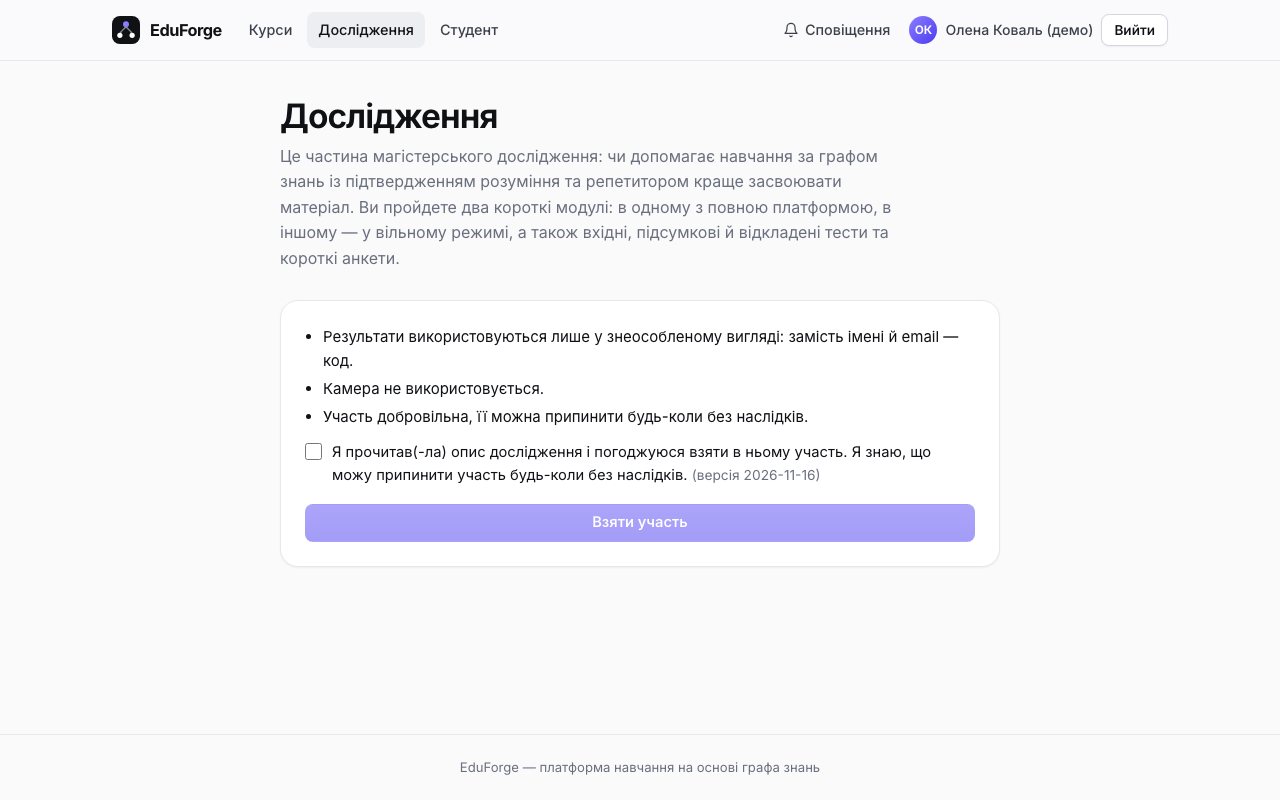 EduForge
Курси
Дослідження
Студент
Сповіщення
ОК
Олена Коваль (демо)
Вийти
Дослідження
Це частина магістерського дослідження: чи допомагає навчання за графом
знань із підтвердженням розуміння та репетитором краще засвоювати
матеріал. Ви пройдете два короткі модулі: в одному з повною платформою, в
іншому — у вільному режимі, а також вхідні, підсумкові й відкладені тести та
короткі анкети.
• Результати використовуються лише у знеособленому вигляді: замість імені й email —
код.
• Камера не використовується.
• Участь добровільна, її можна припинити будь-коли без наслідків.
Я прочитав(-ла) опис дослідження і погоджуюся взяти в ньому участь. Я знаю, що
можу припинити участь будь-коли без наслідків. (версія 2026-11-16)
Взяти участь
EduForge — платформа навчання на основі графа знань